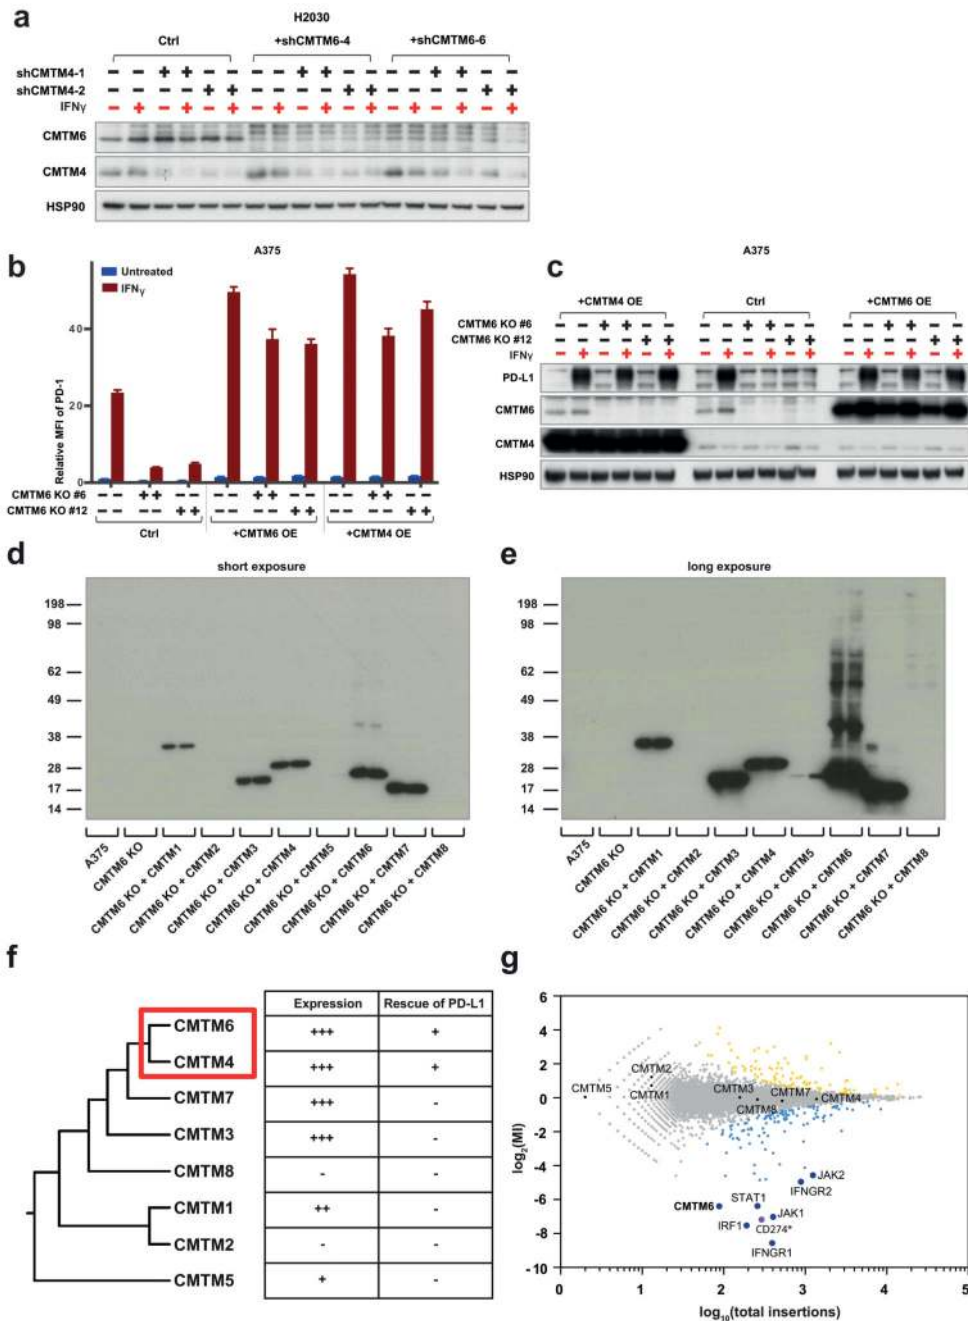 a
H2030
Ctrl +shCMTM6-4 +shCMTM6-6
shCMTM4-1 - - + + - - - - + + - - - - + + - -
shCMTM4-2 - - - - + + - - - - + + - - - - + +
IFNγ - + - + - + - + - + - + - + - + - +
CMTM6
CMTM4
HSP90
b
A375
Untreated
IFNγ
40
20
0
Relative MFI of PD-1
CMTM6 KO #6 - - + + - - - - + + - - - - + + - -
CMTM6 KO #12 - - - - + + - - - - + + - - - - + +
Ctrl +CMTM6 OE +CMTM4 OE
c
A375
+CMTM4 OE Ctrl +CMTM6 OE
CMTM6 KO #6 - - + + - - - - + + - - - - + + - -
CMTM6 KO #12 - - - - + + - - - - + + - - - - + +
IFNγ - + - + - + - + - + - + - + - + - +
PD-L1
CMTM6
CMTM4
HSP90
d
short exposure
198
98
62
49
38
28
17
14
A375
CMTM6 KO
CMTM6 KO + CMTM1
CMTM6 KO + CMTM2
CMTM6 KO + CMTM3
CMTM6 KO + CMTM4
CMTM6 KO + CMTM5
CMTM6 KO + CMTM6
CMTM6 KO + CMTM7
CMTM6 KO + CMTM8
e
long exposure
198
98
62
49
38
28
17
14
A375
CMTM6 KO
CMTM6 KO + CMTM1
CMTM6 KO + CMTM2
CMTM6 KO + CMTM3
CMTM6 KO + CMTM4
CMTM6 KO + CMTM5
CMTM6 KO + CMTM6
CMTM6 KO + CMTM7
CMTM6 KO + CMTM8
f
Expression Rescue of PD-L1
CMTM6 +++ +
CMTM4 +++ +
CMTM7 +++ -
CMTM3 +++ -
CMTM8 - -
CMTM1 ++ -
CMTM2 - -
CMTM5 + -
g
6
4
2
0
-2
-4
-6
-8
-10
log2(MI)
CMTM5
CMTM2
CMTM1
CMTM3
CMTM8
CMTM7
CMTM4
JAK2
IFNGR2
CMTM6
STAT1
JAK1
IRF1
CD274*
IFNGR1
0 1 2 3 4 5
log10(total insertions)